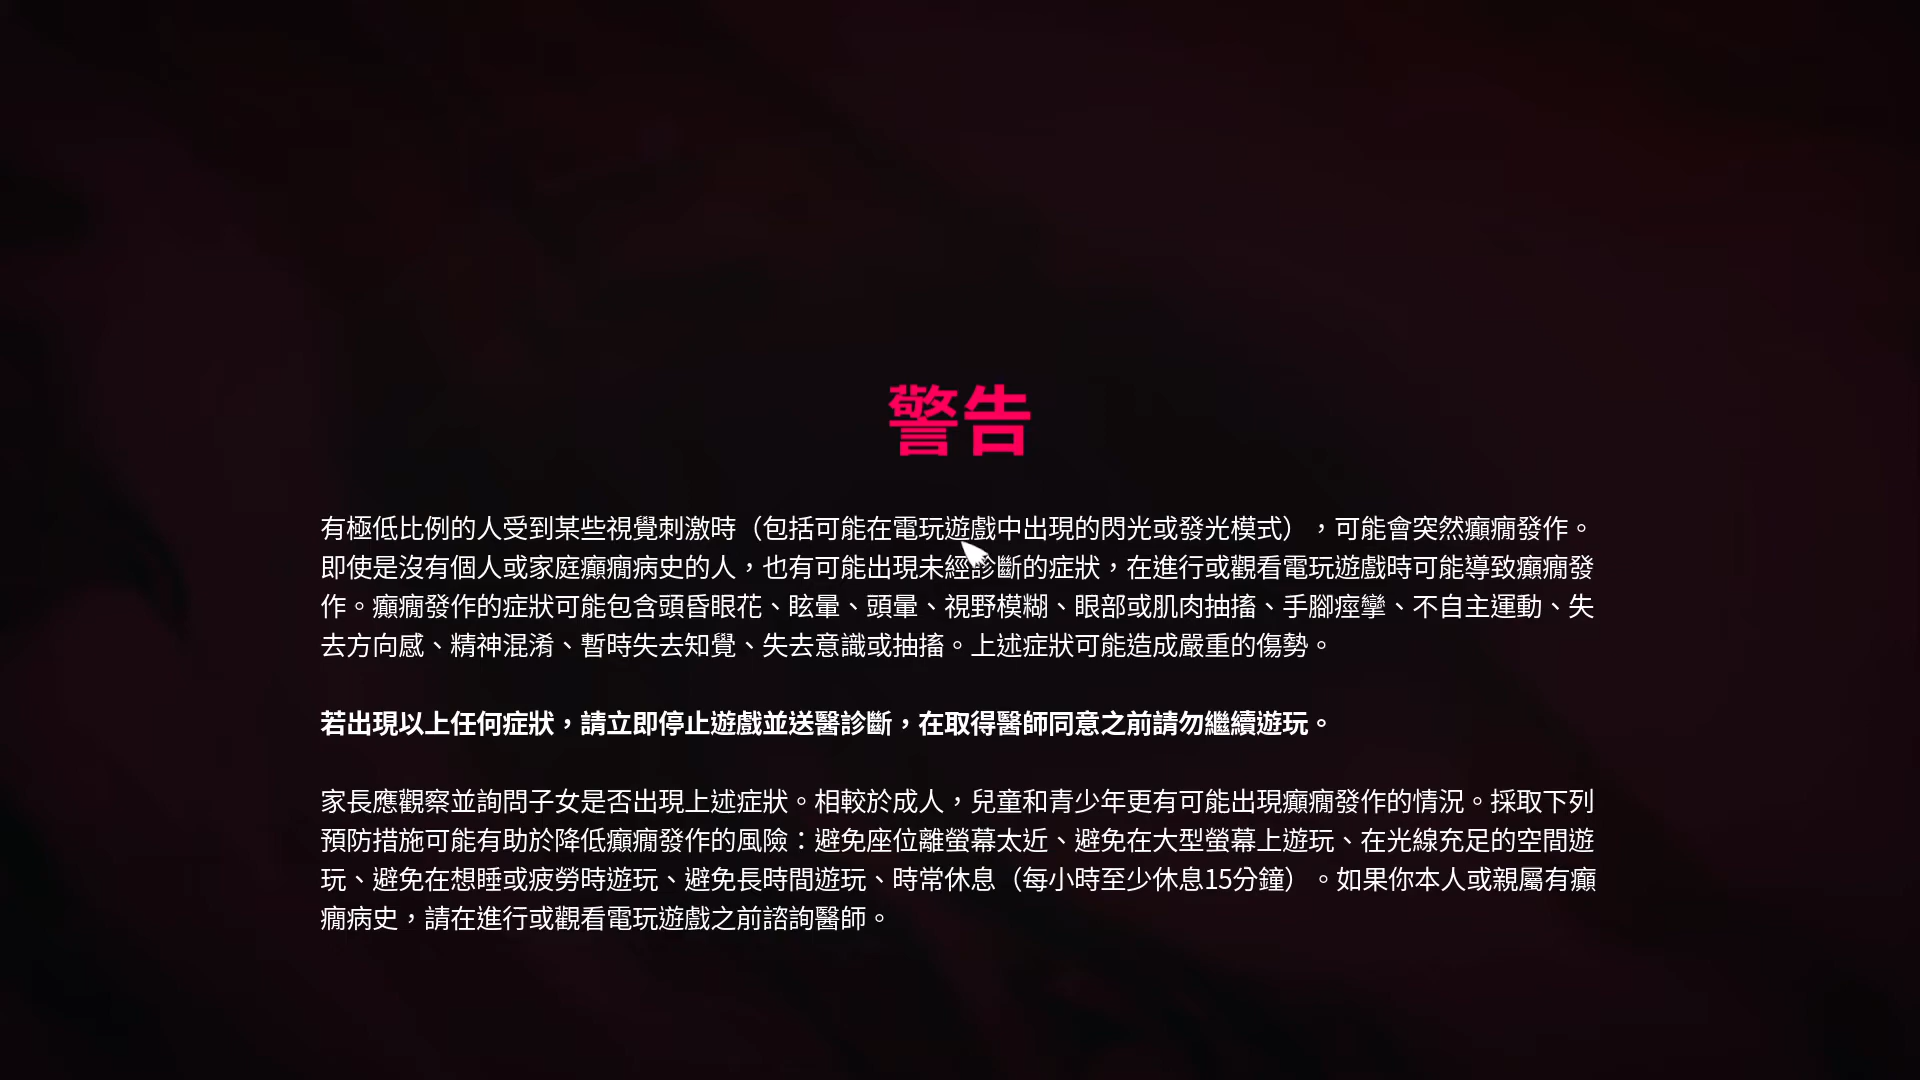 警告
有極低比例的人受到某些視覺刺激時（包括可能在電玩遊戲中出現的閃光或發光模式），可能會突然癲癇發作。
即使是沒有個人或家庭癲癇病史的人，也有可能出現未經診斷的症狀，在進行或觀看電玩遊戲時可能導致癲癇發
作。癲癇發作的症狀可能包含頭昏眼花、眩暈、頭暈、視野模糊、眼部或肌肉抽搐、手腳痙攣、不自主運動、失
去方向感、精神混淆、暫時失去知覺、失去意識或抽搐。上述症狀可能造成嚴重的傷勢。
若出現以上任何症狀，請立即停止遊戲並送醫診斷，在取得醫師同意之前請勿繼續遊玩。
家長應觀察並詢問子女是否出現上述症狀。相較於成人，兒童和青少年更有可能出現癲癇發作的情況。採取下列
預防措施可能有助於降低癲癇發作的風險：避免座位離螢幕太近、避免在大型螢幕上遊玩、在光線充足的空間遊
玩、避免在想睡或疲勞時遊玩、避免長時間遊玩、時常休息（每小時至少休息15分鐘）。如果你本人或親屬有癲
癇病史，請在進行或觀看電玩遊戲之前諮詢醫師。